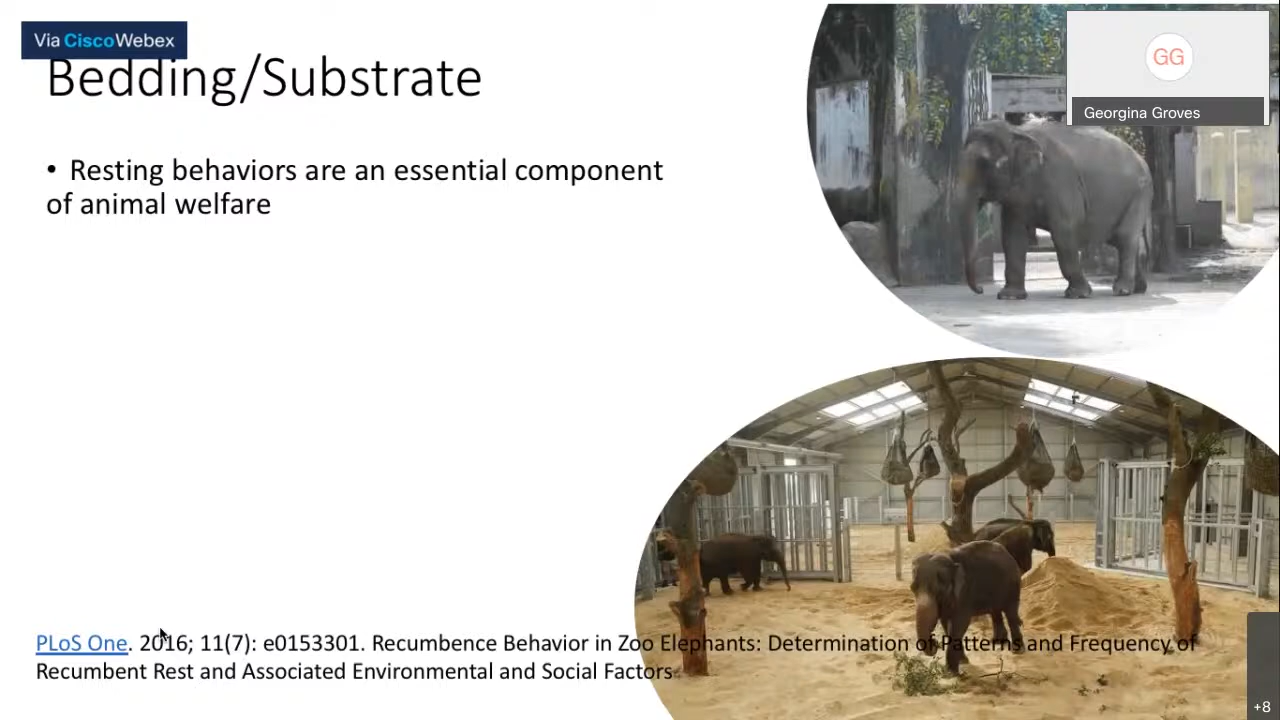 Via CiscoWebex
Bedding/Substrate
GG
Georgina Groves
• Resting behaviors are an essential component
of animal welfare
PLoS One. 2016; 11(7): e0153301. Recumbence Behavior in Zoo Elephants: Determination of Patterns and Frequency of
Recumbent Rest and Associated Environmental and Social Factors
+8